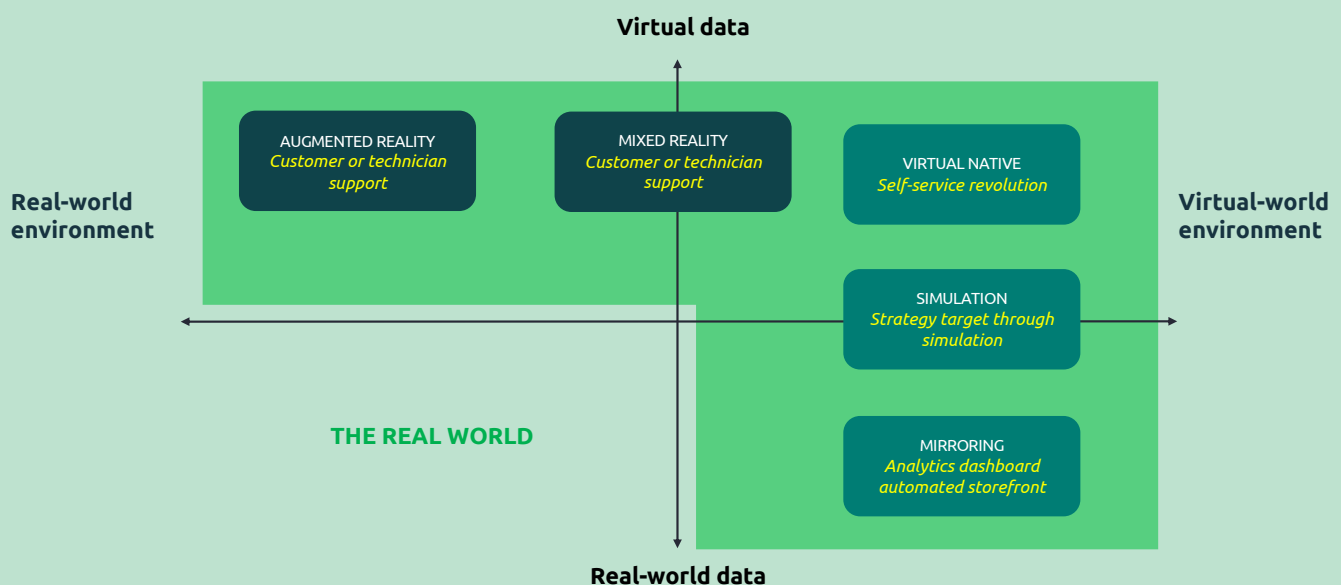 Virtual data
AUGMENTED REALITY
Customer or technician
support
MIXED REALITY
Customer or technician
support
VIRTUAL NATIVE
Self-service revolution
Real-world
environment
Virtual-world
environment
SIMULATION
Strategy target through
simulation
THE REAL WORLD
MIRRORING
Analytics dashboard
automated storefront
Real-world data